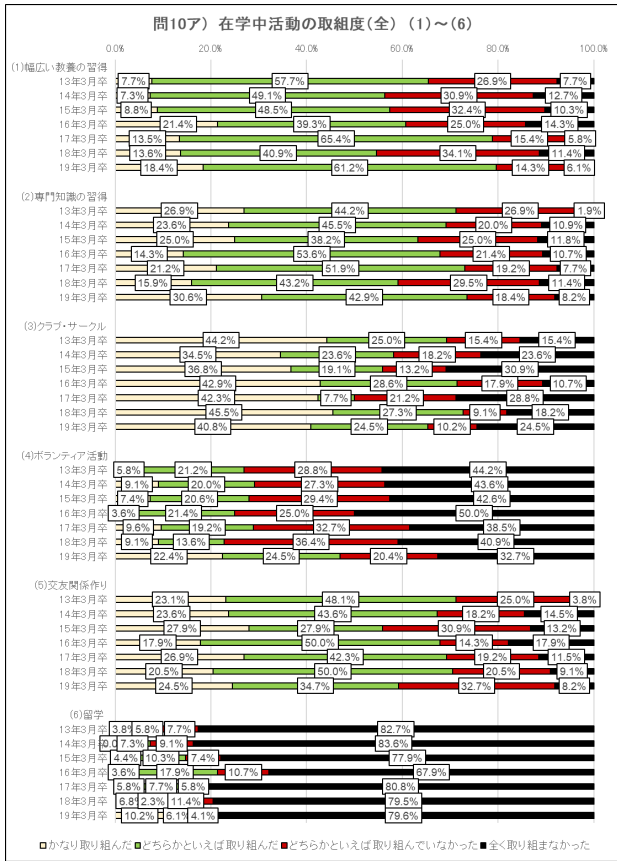 問10ア) 在学中活動の取組度(全) (1)～(6)
0.0% 20.0% 40.0% 60.0% 80.0% 100.0%
(1)幅広い教養の習得
13年3月卒 7.7% 57.7% 26.9% 7.7%
14年3月卒 7.3% 49.1% 30.9% 12.7%
15年3月卒 8.8% 48.5% 32.4% 10.3%
16年3月卒 21.4% 39.3% 25.0% 14.3%
17年3月卒 13.5% 65.4% 15.4% 5.8%
18年3月卒 13.6% 40.9% 34.1% 11.4%
19年3月卒 18.4% 61.2% 14.3% 6.1%
(2)専門知識の習得
13年3月卒 26.9% 44.2% 26.9% 1.9%
14年3月卒 23.6% 45.5% 20.0% 10.9%
15年3月卒 25.0% 38.2% 25.0% 11.8%
16年3月卒 14.3% 53.6% 21.4% 10.7%
17年3月卒 21.2% 51.9% 19.2% 7.7%
18年3月卒 15.9% 43.2% 29.5% 11.4%
19年3月卒 30.6% 42.9% 18.4% 8.2%
(3)クラブ・サークル
13年3月卒 44.2% 25.0% 15.4% 15.4%
14年3月卒 34.5% 23.6% 18.2% 23.6%
15年3月卒 36.8% 19.1% 13.2% 30.9%
16年3月卒 42.9% 28.6% 17.9% 10.7%
17年3月卒 42.3% 7.7% 21.2% 28.8%
18年3月卒 45.5% 27.3% 9.1% 18.2%
19年3月卒 40.8% 24.5% 10.2% 24.5%
(4)ボランティア活動
13年3月卒 5.8% 21.2% 28.8% 44.2%
14年3月卒 9.1% 20.0% 27.3% 43.6%
15年3月卒 7.4% 20.6% 29.4% 42.6%
16年3月卒 3.6% 21.4% 25.0% 50.0%
17年3月卒 9.6% 19.2% 32.7% 38.5%
18年3月卒 9.1% 13.6% 36.4% 40.9%
19年3月卒 22.4% 24.5% 20.4% 32.7%
(5)交友関係作り
13年3月卒 23.1% 48.1% 25.0% 3.8%
14年3月卒 23.6% 43.6% 18.2% 14.5%
15年3月卒 27.9% 27.9% 30.9% 13.2%
16年3月卒 17.9% 50.0% 14.3% 17.9%
17年3月卒 26.9% 42.3% 19.2% 11.5%
18年3月卒 20.5% 50.0% 20.5% 9.1%
19年3月卒 24.5% 34.7% 32.7% 8.2%
(6)留学
13年3月卒 3.8% 5.8% 7.7% 82.7%
14年3月卒 7.3% 9.1% 83.6%
15年3月卒 4.4% 10.3% 7.4% 77.9%
16年3月卒 3.6% 17.9% 10.7% 67.9%
17年3月卒 5.8% 7.7% 5.8% 80.8%
18年3月卒 6.8% 2.3% 11.4% 79.5%
19年3月卒 10.2% 6.1% 4.1% 79.6%
かなり取り組んだ どちらかといえば取り組んだ どちらかといえば取り組んでいなかった 全く取り組まなかった